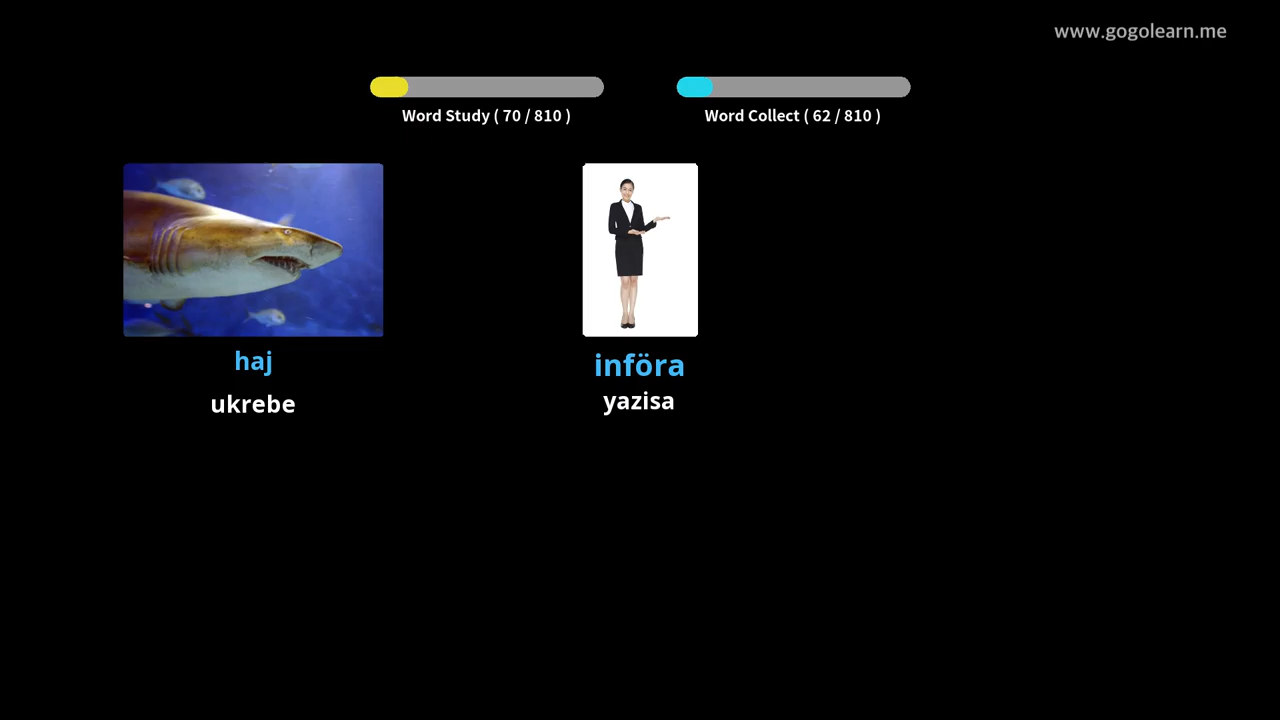 www.gogolearn.me
Word Study ( 70 / 810 )
Word Collect ( 62 / 810 )
haj
ukrebe
införa
yazisa